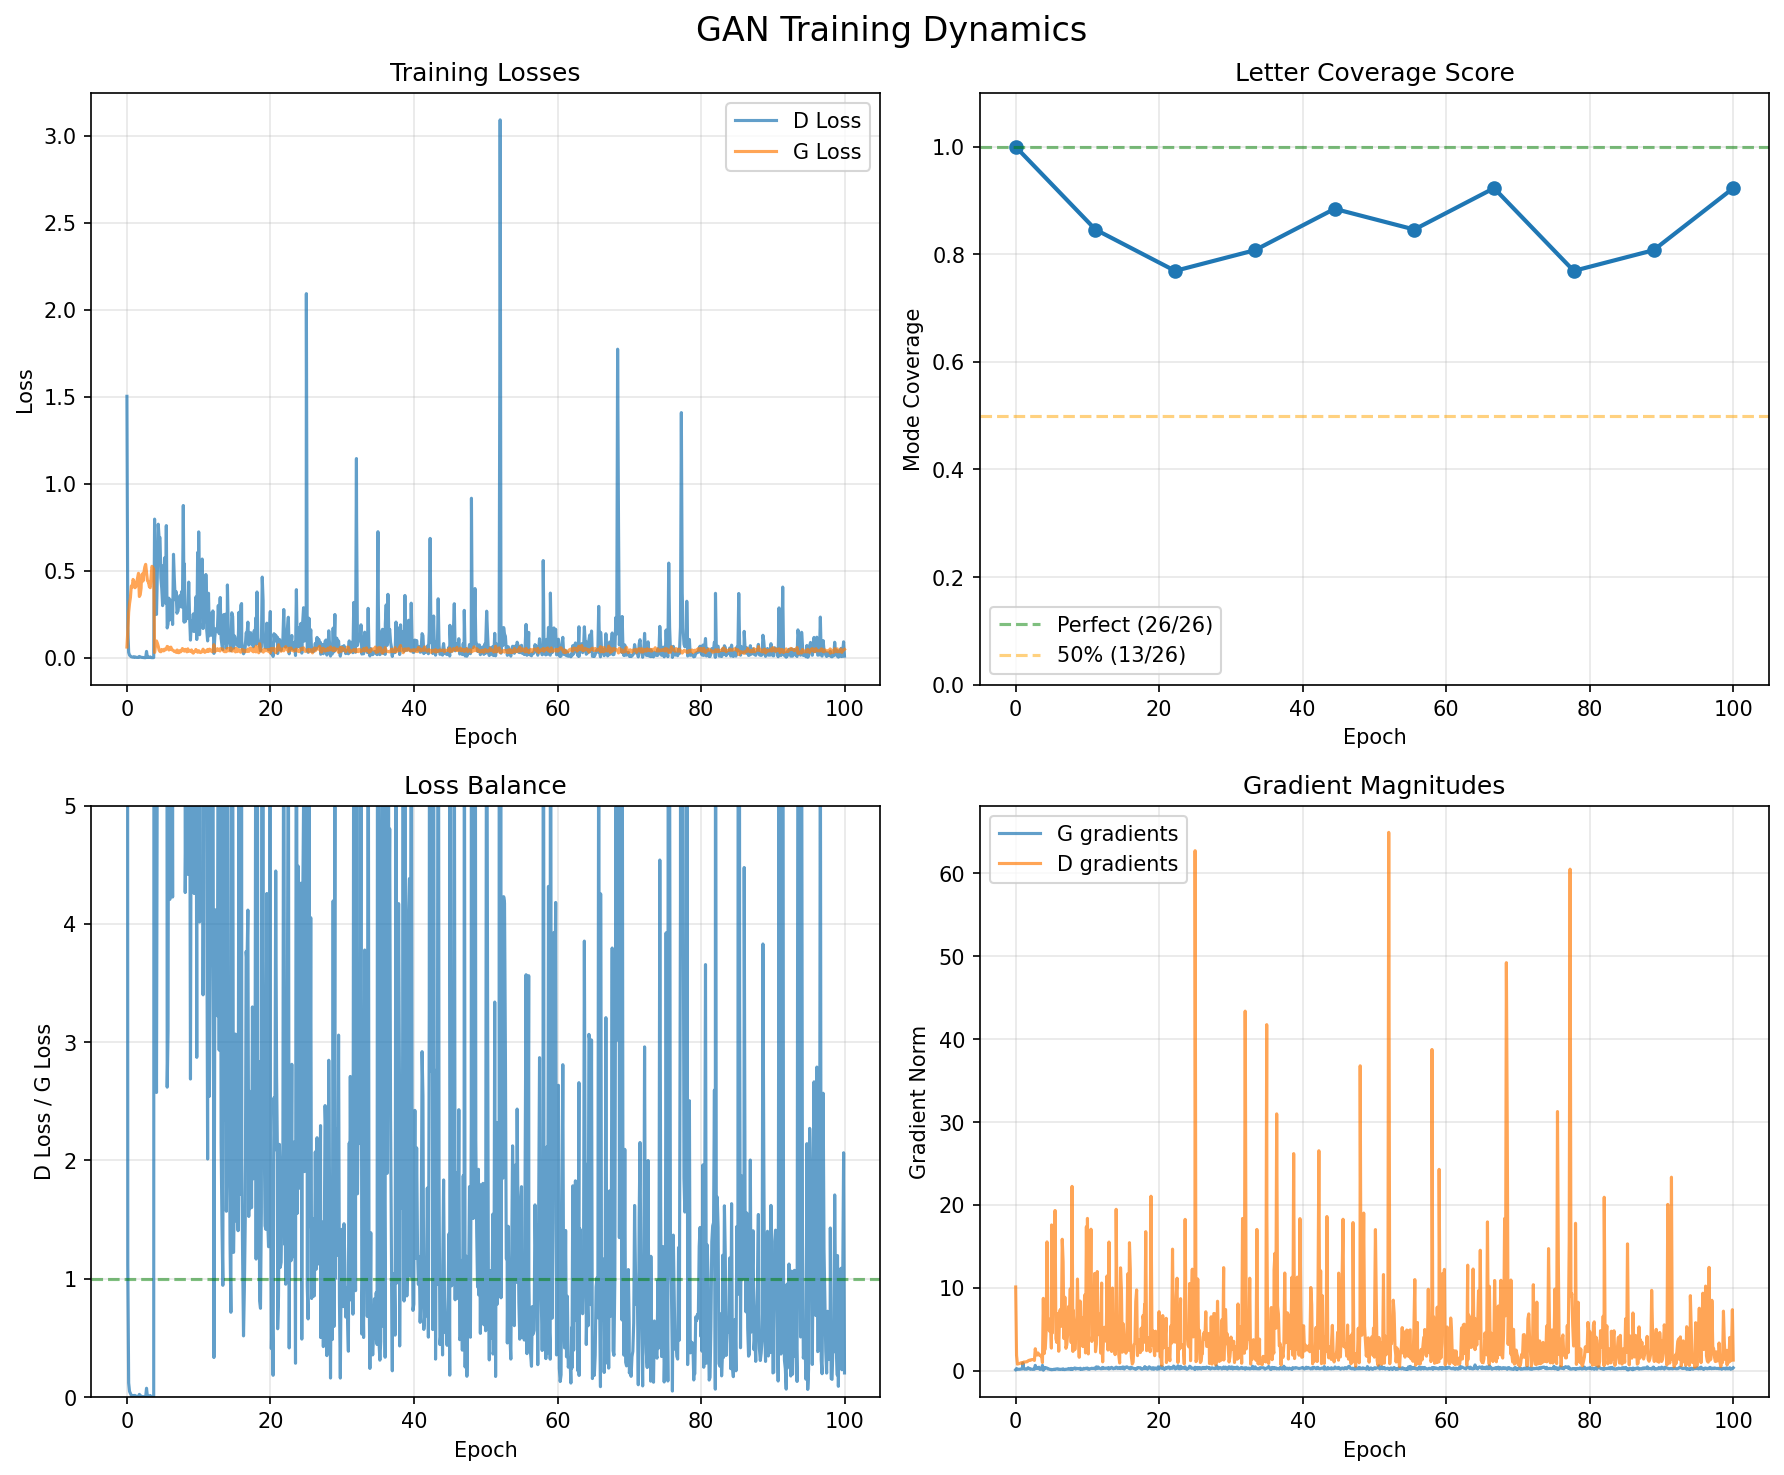 GAN Training Dynamics
Training Losses
3.0
2.5
2.0
1.5
1.0
0.5
0.0
Loss
D Loss
G Loss
0 20 40 60 80 100
Epoch
Letter Coverage Score
1.0
0.8
0.6
0.4
0.2
0.0
Mode Coverage
Perfect (26/26)
50% (13/26)
0 20 40 60 80 100
Epoch
Loss Balance
5
4
3
2
1
0
D Loss / G Loss
0 20 40 60 80 100
Epoch
Gradient Magnitudes
60
50
40
30
20
10
0
Gradient Norm
G gradients
D gradients
0 20 40 60 80 100
Epoch